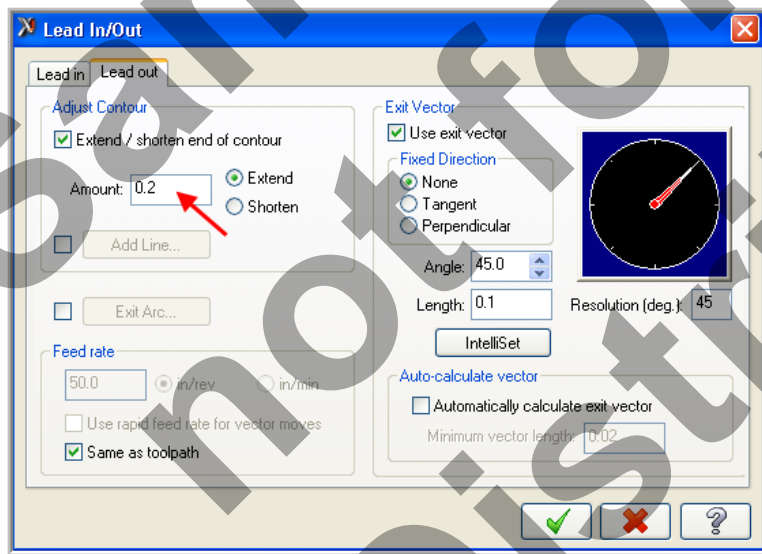 Lead In/Out
Lead in
Lead out
Adjust Contour
Extend / shorten end of contour
Amount: 0.2
Extend
Shorten
Add Line...
Exit Arc...
Feed rate
50.0
in/rev
in/min
Use rapid feed rate for vector moves
Same as toolpath
Exit Vector
Use exit vector
Fixed Direction
None
Tangent
Perpendicular
Angle: 45.0
Length: 0.1
Resolution (deg.): 45
IntelliSet
Auto-calculate vector
Automatically calculate exit vector
Minimum vector length: 0.02